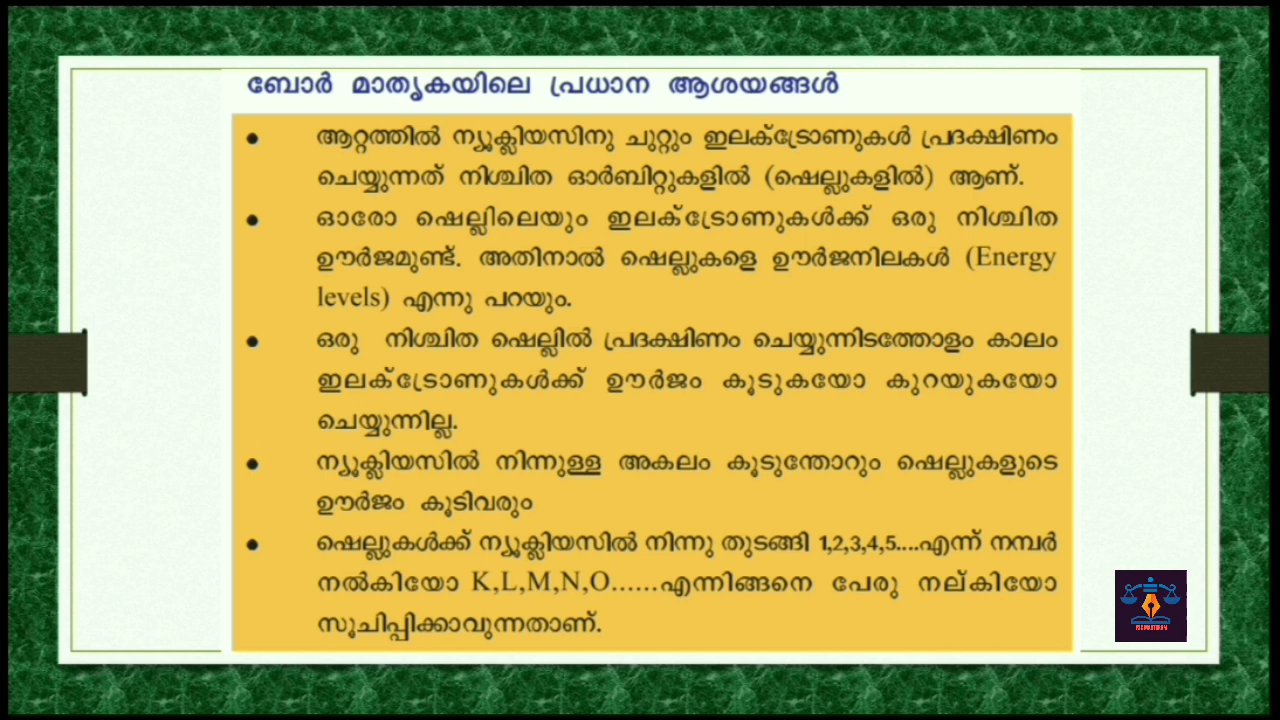 ബോർ മാതൃകയിലെ പ്രധാന ആശയങ്ങൾ
● ആറ്റത്തിൽ ന്യൂക്ലിയസിനു ചുറ്റും ഇലക്ട്രോണുകൾ പ്രദക്ഷിണം
ചെയ്യുന്നത് നിശ്ചിത ഓർബിറ്റുകളിൽ (ഷെല്ലുകളിൽ) ആണ്.
● ഓരോ ഷെല്ലിലെയും ഇലക്ട്രോണുകൾക്ക് ഒരു നിശ്ചിത
ഊർജമുണ്ട്. അതിനാൽ ഷെല്ലുകളെ ഊർജനിലകൾ (Energy
levels) എന്നു പറയും.
● ഒരു നിശ്ചിത ഷെല്ലിൽ പ്രദക്ഷിണം ചെയ്യുന്നിടത്തോളം കാലം
ഇലക്ട്രോണുകൾക്ക് ഊർജം കൂടുകയോ കുറയുകയോ
ചെയ്യുന്നില്ല.
● ന്യൂക്ലിയസിൽ നിന്നുള്ള അകലം കൂടുന്തോറും ഷെല്ലുകളുടെ
ഊർജം കൂടിവരും
● ഷെല്ലുകൾക്ക് ന്യൂക്ലിയസിൽ നിന്നു തുടങ്ങി 1,2,3,4,5....എന്ന് നമ്പർ
നൽകിയോ K,L,M,N,O......എന്നിങ്ങനെ പേരു നല്കിയോ
സൂചിപ്പിക്കാവുന്നതാണ്.